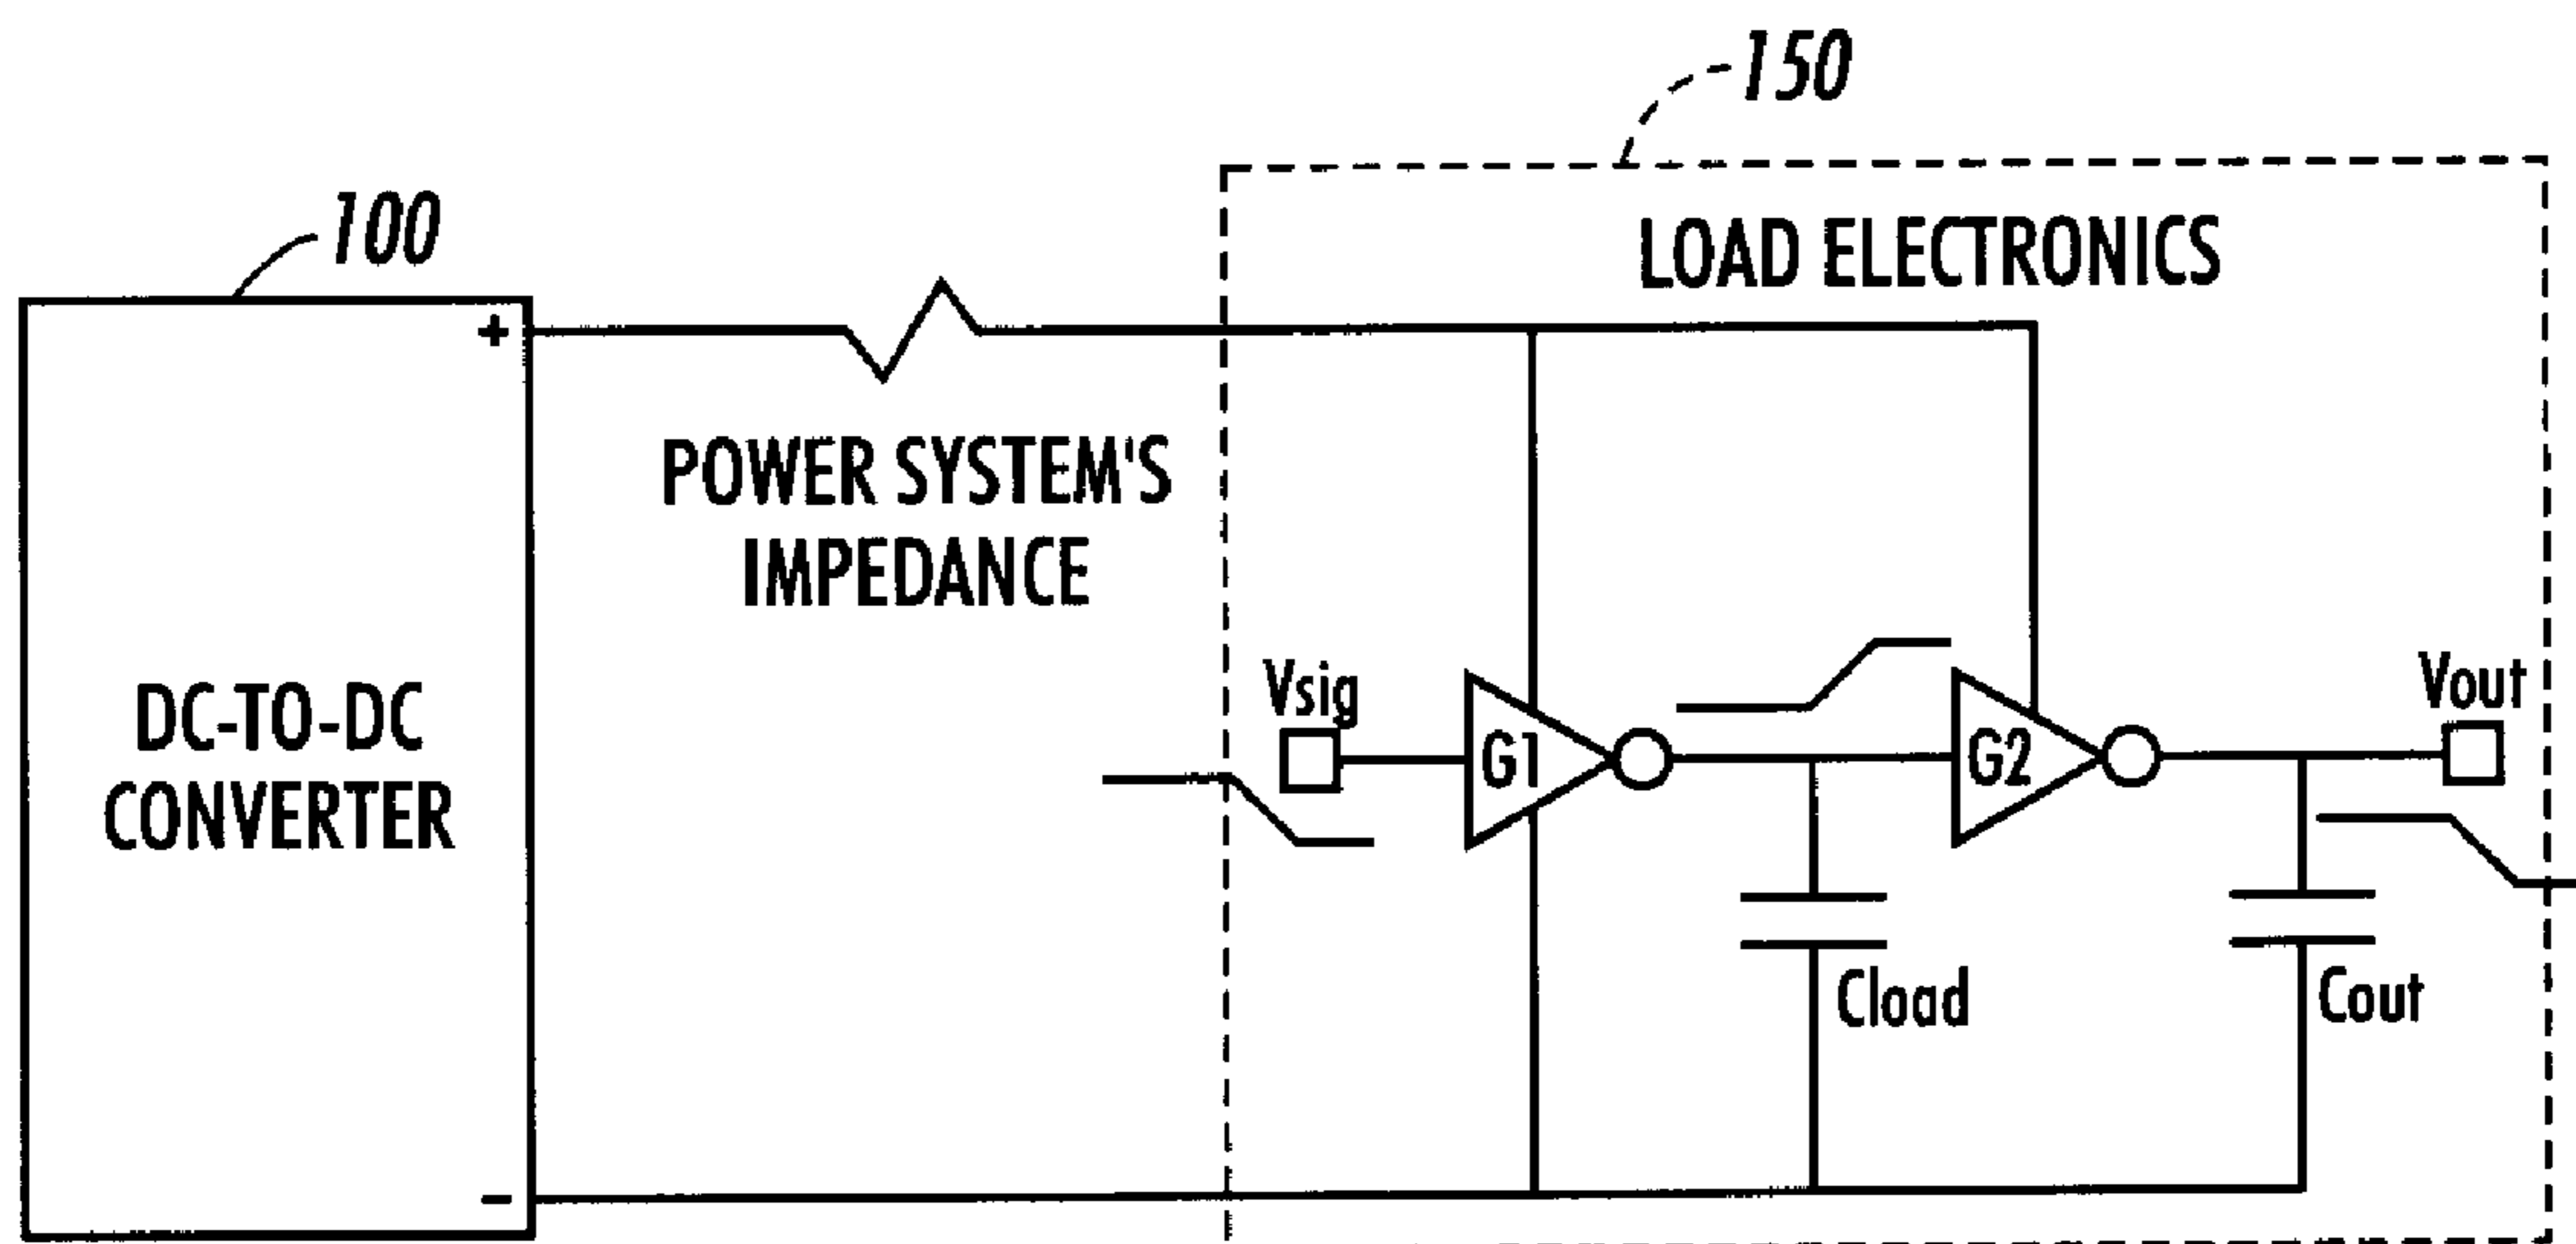 150
100
LOAD ELECTRONICS
+
POWER SYSTEM'S
IMPEDANCE
DC-TO-DC
CONVERTER
Vsig
G1
G2
Vout
Cload
Cout
-